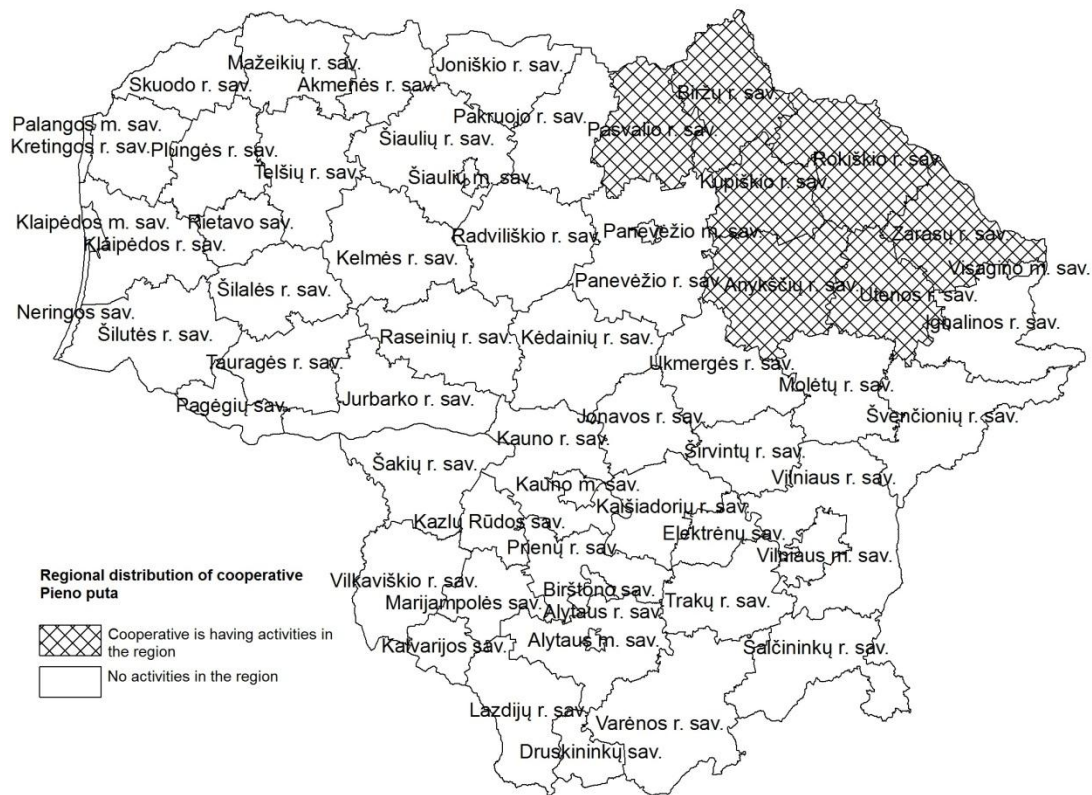 Mažeikių r. sav.
Skuodo r. sav.
Akmenės r. sav.
Joniškio r. sav.
Biržų r. sav.
Pakruojo r. sav.
Pasvalio r. sav.
Palangos m. sav.
Kretingos r. sav.
Plungės r. sav.
Šiaulių r. sav.
Telšių r. sav.
Šiaulių m. sav.
Rokiškio r. sav.
Kupiškio r. sav.
Klaipėdos m. sav.
Rietavo sav.
Klaipėdos r. sav.
Kelmės r. sav.
Radviliškio r. sav.
Panevėžio m. sav.
Zarasų r. sav.
Visagino m. sav.
Panevėžio r. sav.
Anykščių r. sav.
Utenos r. sav.
Šilalės r. sav.
Neringos sav.
Šilutės r. sav.
Raseinių r. sav.
Kėdainių r. sav.
Ignalinos r. sav.
Tauragės r. sav.
Ukmergės r. sav.
Molėtų r. sav.
Pagėgių sav.
Jurbarko r. sav.
Jonavos r. sav.
Švenčionių r. sav.
Kauno r. sav.
Šakių r. sav.
Širvintų r. sav.
Vilniaus r. sav.
Kauno m. sav.
Kaišiadorių r. sav.
Kazlų Rūdos sav.
Elektrėnų sav.
Prienų r. sav.
Vilniaus m. sav.
Vilkaviškio r. sav.
Birštono sav.
Marijampolės sav.
Alytaus r. sav.
Trakų r. sav.
Kalvarijos sav.
Alytaus m. sav.
Šalčininkų r. sav.
Lazdijų r. sav.
Varėnos r. sav.
Druskininkų sav.
Regional distribution of cooperative
Pieno puta
Cooperative is having activities in
the region
No activities in the region